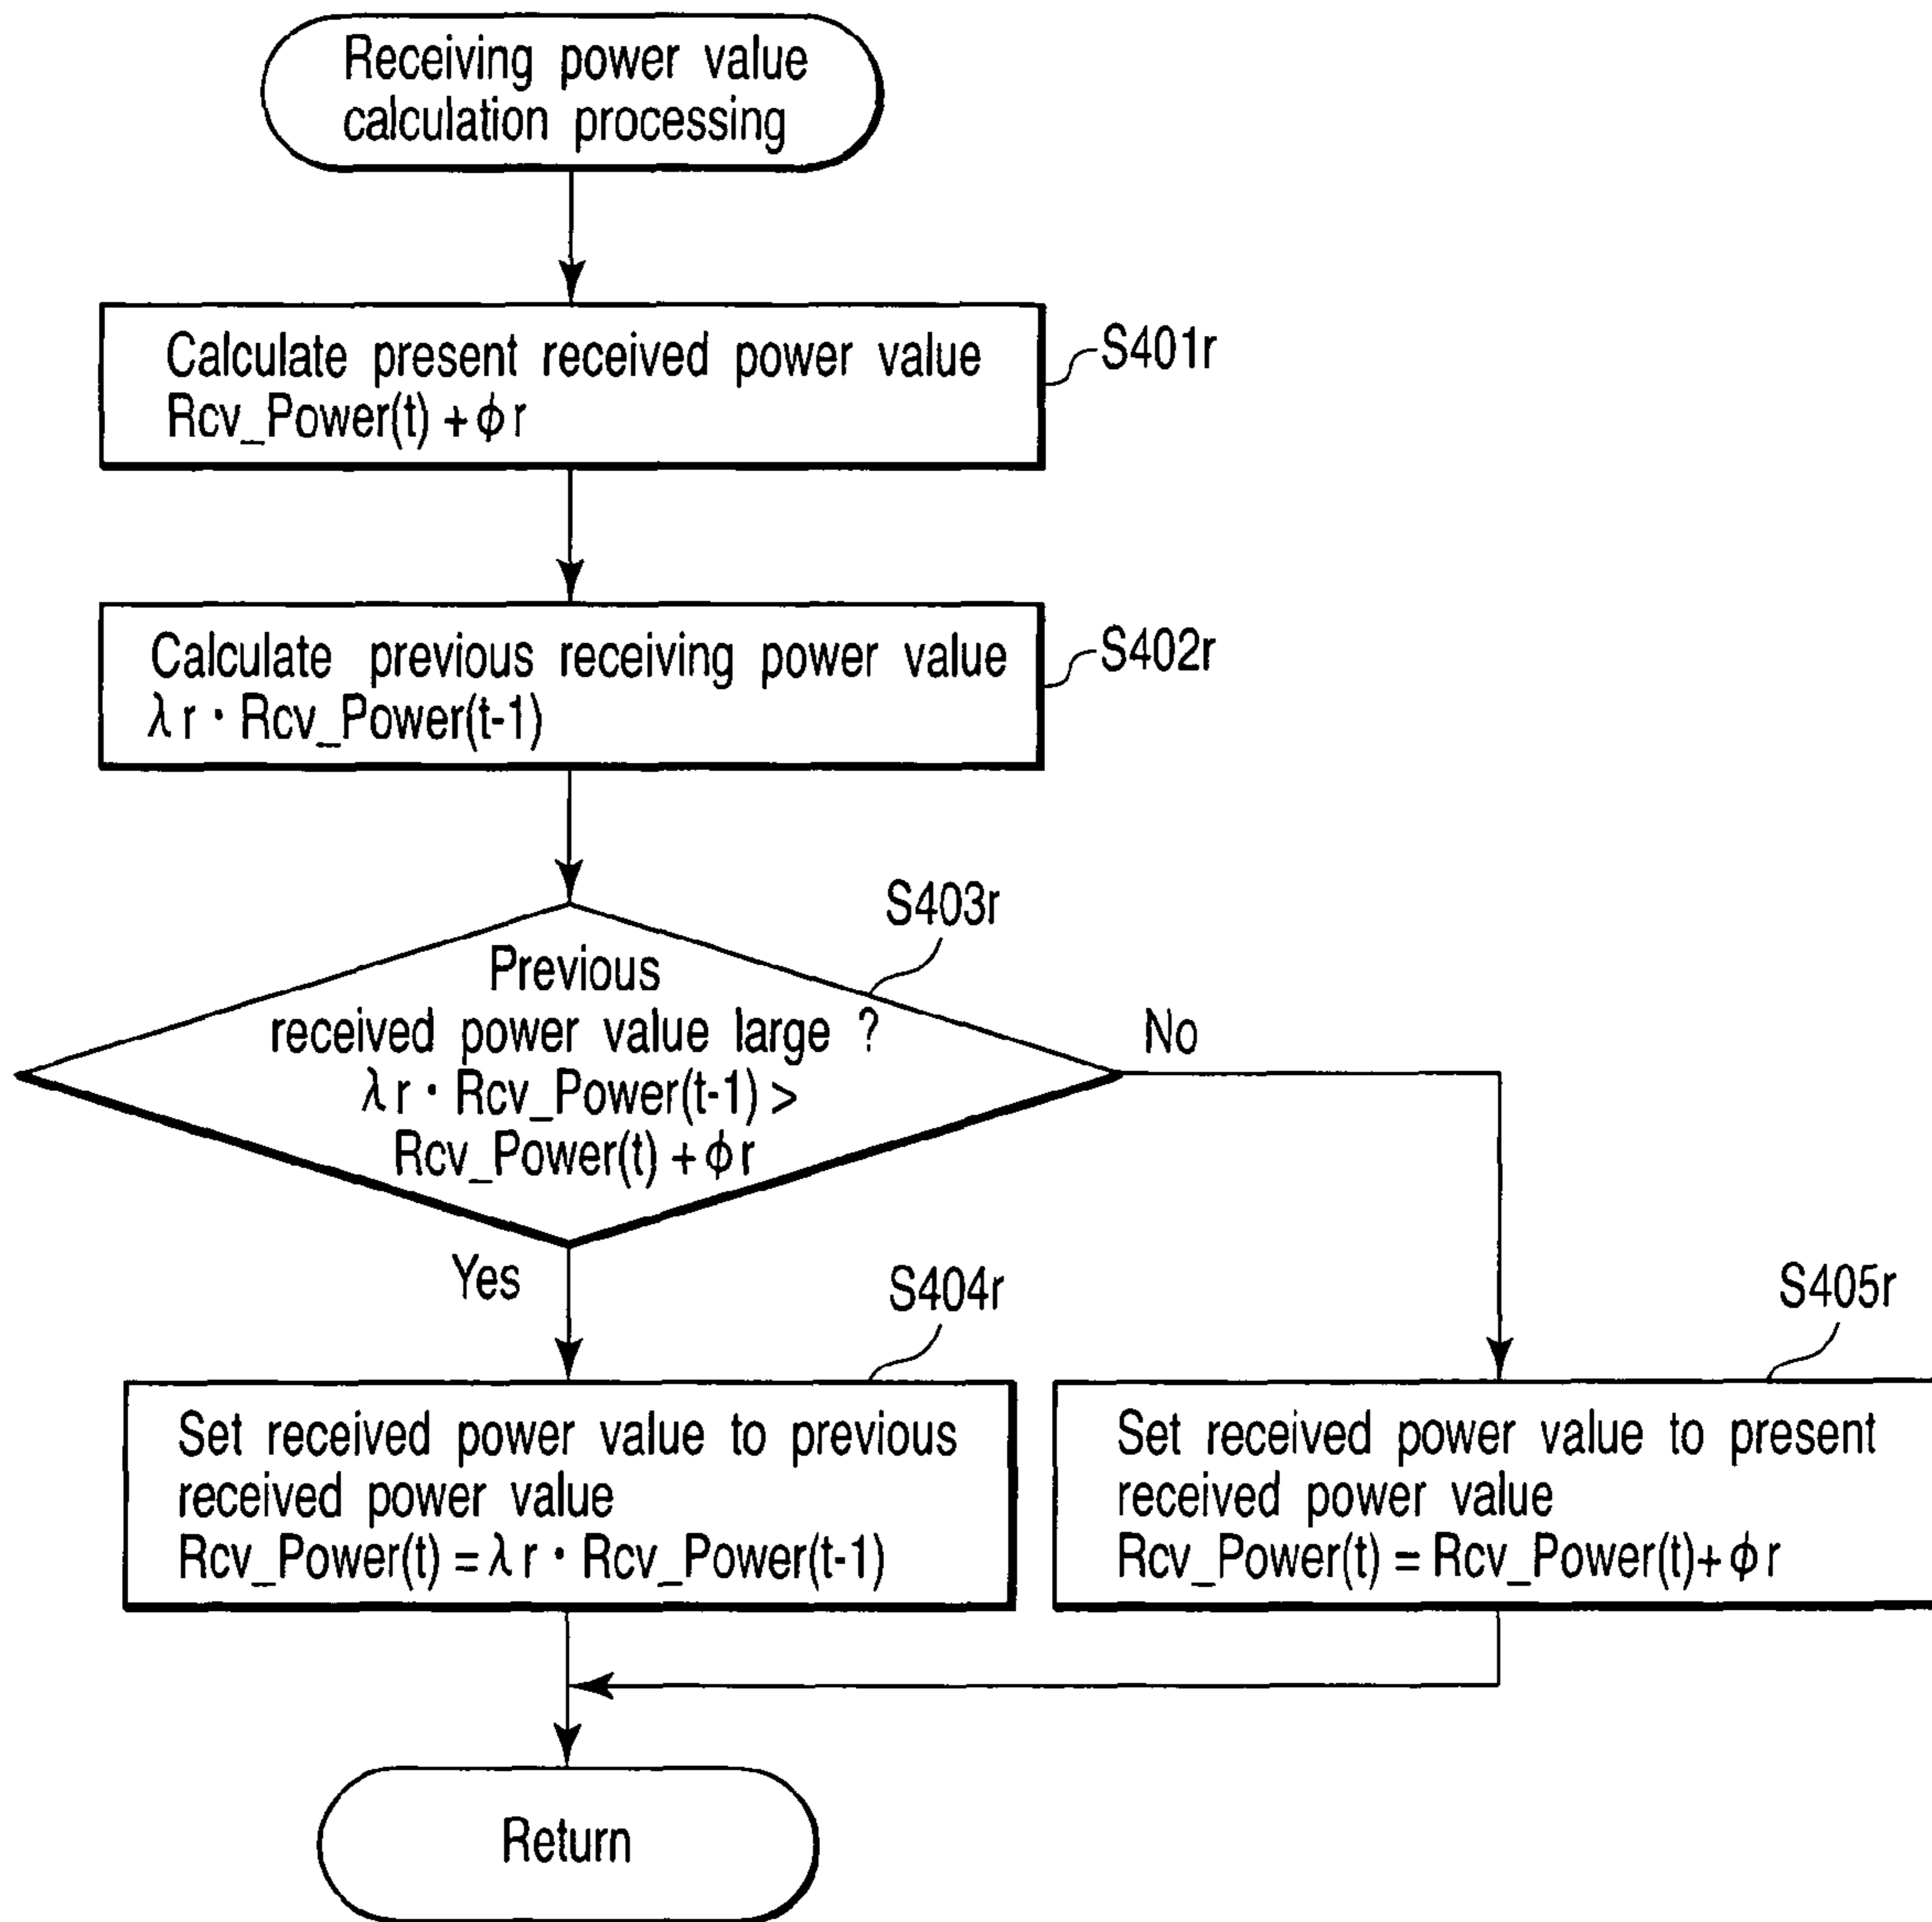 Receiving power value
calculation processing
Calculate present received power value
Rcv_Power(t) + ϕ r
S401r
Calculate previous receiving power value
λ r · Rcv_Power(t-1)
S402r
S403r
Previous
received power value large ?
λ r · Rcv_Power(t-1) >
Rcv_Power(t) + ϕ r
No
Yes
S404r
Set received power value to previous
received power value
Rcv_Power(t) = λ r · Rcv_Power(t-1)
S405r
Set received power value to present
received power value
Rcv_Power(t) = Rcv_Power(t)+ ϕ r
Return